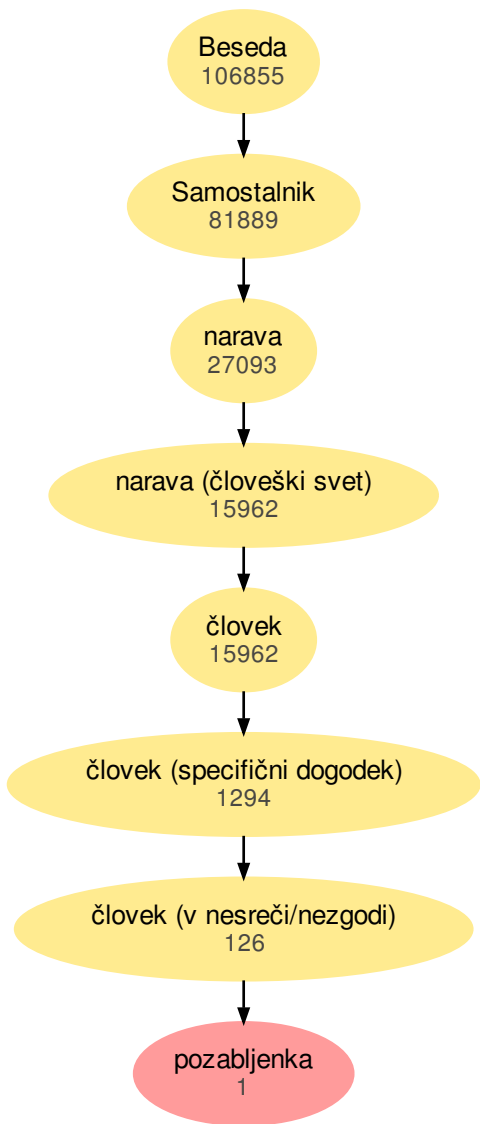 Beseda
106855
Samostalnik
81889
narava
27093
narava (človeški svet)
15962
človek
15962
človek (specifični dogodek)
1294
človek (v nesreči/nezgodi)
126
pozabljenka
1